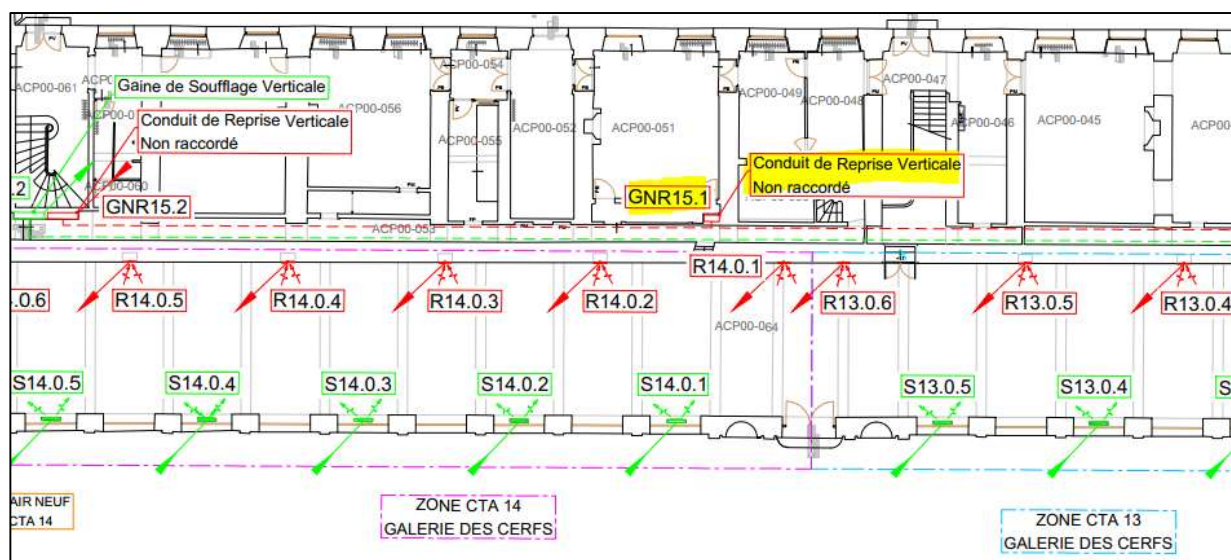 ACP00-061
ACP00-054
ACP00-047
Gaine de Soufflage Verticale
ACP00-056
ACP00-049
ACP00-048
Conduit de Reprise Verticale
Non raccordé
ACP00-055
ACP00-052
ACP00-051
ACP00-046
ACP00-045
Conduit de Reprise Verticale
Non raccordé
.2
ACP00-060
GNR15.2
GNR15.1
ACP00-053
R14.0.1
.0.6
R14.0.5
R14.0.4
R14.0.3
R14.0.2
R13.0.6
R13.0.5
R13.0.4
ACP00-064
S14.0.5
S14.0.4
S14.0.3
S14.0.2
S14.0.1
S13.0.5
S13.0.4
S
AIR NEUF
CTA 14
ZONE CTA 14
GALERIE DES CERFS
ZONE CTA 13
GALERIE DES CERFS